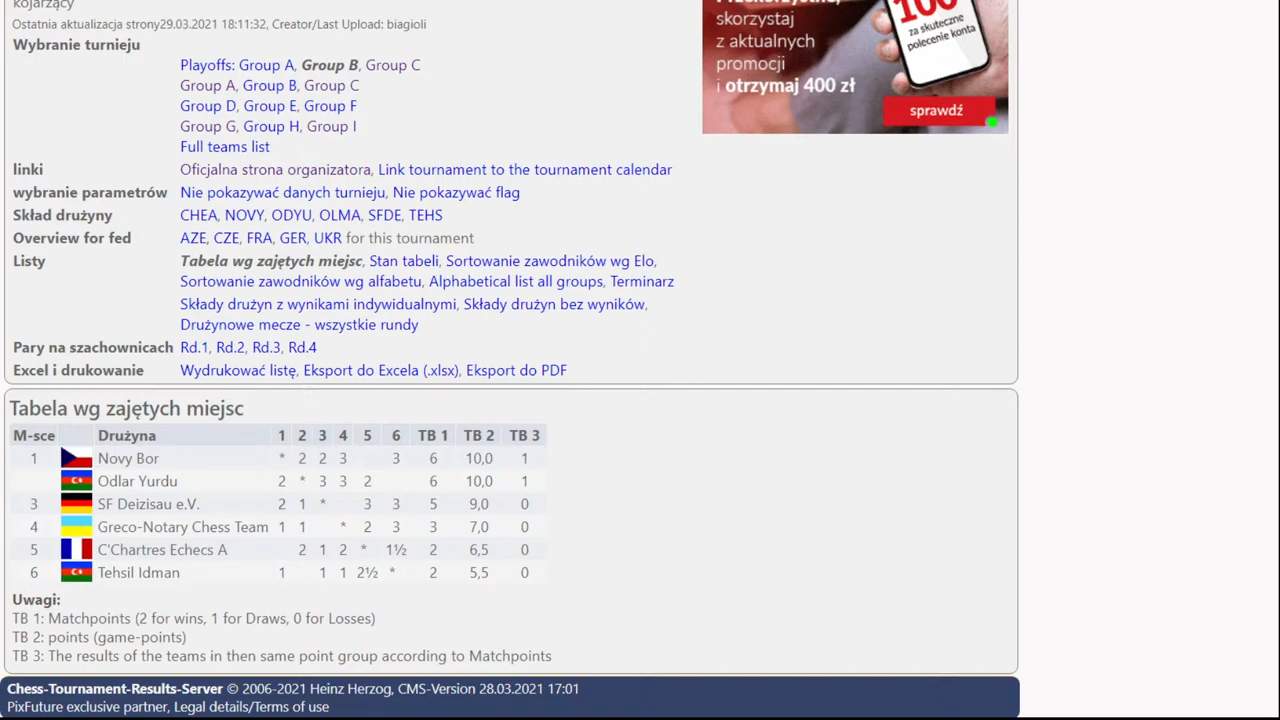 kojarzący
Ostatnia aktualizacja strony29.03.2021 18:11:32, Creator/Last Upload: biagioli
Wybranie turnieju
Playoffs: Group A, Group B, Group C
Group A, Group B, Group C
Group D, Group E, Group F
Group G, Group H, Group I
Full teams list
linki Oficjalna strona organizatora, Link tournament to the tournament calendar
wybranie parametrów Nie pokazywać danych turnieju, Nie pokazywać flag
Skład drużyny CHEA, NOVY, ODYU, OLMA, SFDE, TEHS
Overview for fed AZE, CZE, FRA, GER, UKR for this tournament
Listy Tabela wg zajętych miejsc, Stan tabeli, Sortowanie zawodników wg Elo,
Sortowanie zawodników wg alfabetu, Alphabetical list all groups, Terminarz
Składy drużyn z wynikami indywidualnymi, Składy drużyn bez wyników,
Drużynowe mecze - wszystkie rundy
Pary na szachownicach Rd.1, Rd.2, Rd.3, Rd.4
Excel i drukowanie Wydrukować listę, Eksport do Excela (.xlsx), Eksport do PDF
skorzystaj
z aktualnych
promocji
i otrzymaj 400 zł
100
za skuteczne
polecenie konta
sprawdź
Tabela wg zajętych miejsc
M-sce Drużyna 1 2 3 4 5 6 TB 1 TB 2 TB 3
1 Novy Bor * 2 2 3 3 6 10,0 1
Odlar Yurdu 2 * 3 3 2 6 10,0 1
3 SF Deizisau e.V. 2 1 * 3 3 5 9,0 0
4 Greco-Notary Chess Team 1 1 * 2 3 3 7,0 0
5 C'Chartres Echecs A 2 1 2 * 1½ 2 6,5 0
6 Tehsil Idman 1 1 1 2½ * 2 5,5 0
Uwagi:
TB 1: Matchpoints (2 for wins, 1 for Draws, 0 for Losses)
TB 2: points (game-points)
TB 3: The results of the teams in then same point group according to Matchpoints
Chess-Tournament-Results-Server © 2006-2021 Heinz Herzog, CMS-Version 28.03.2021 17:01
PixFuture exclusive partner, Legal details/Terms of use